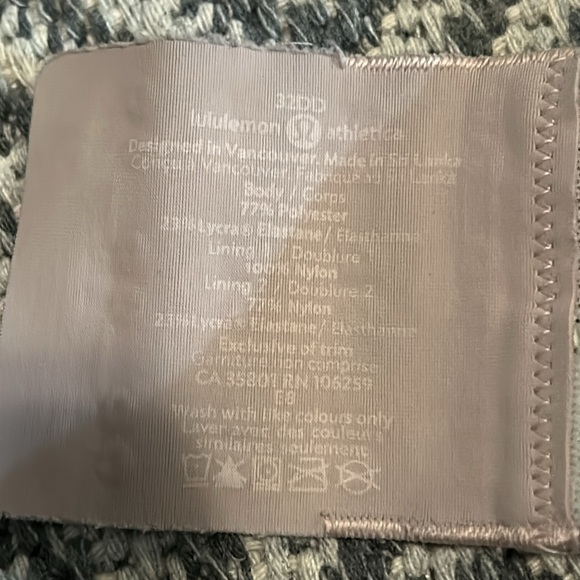 32DD
lululemon athletica
Designed in Vancouver. Made in Sri Lanka
Conçu à Vancouver. Fabriqué au Sri Lanka
Body / Corps
77% Polyester
23% Lycra® Elastane / Élasthanne
Lining 1 / Doublure 1
100% Nylon
Lining 2 / Doublure 2
77% Nylon
23% Lycra® Elastane / Élasthanne
Exclusive of trim
Garniture non comprise
CA 35801 RN 106259
E8
Wash with like colours only
Laver avec des couleurs
similaires seulement